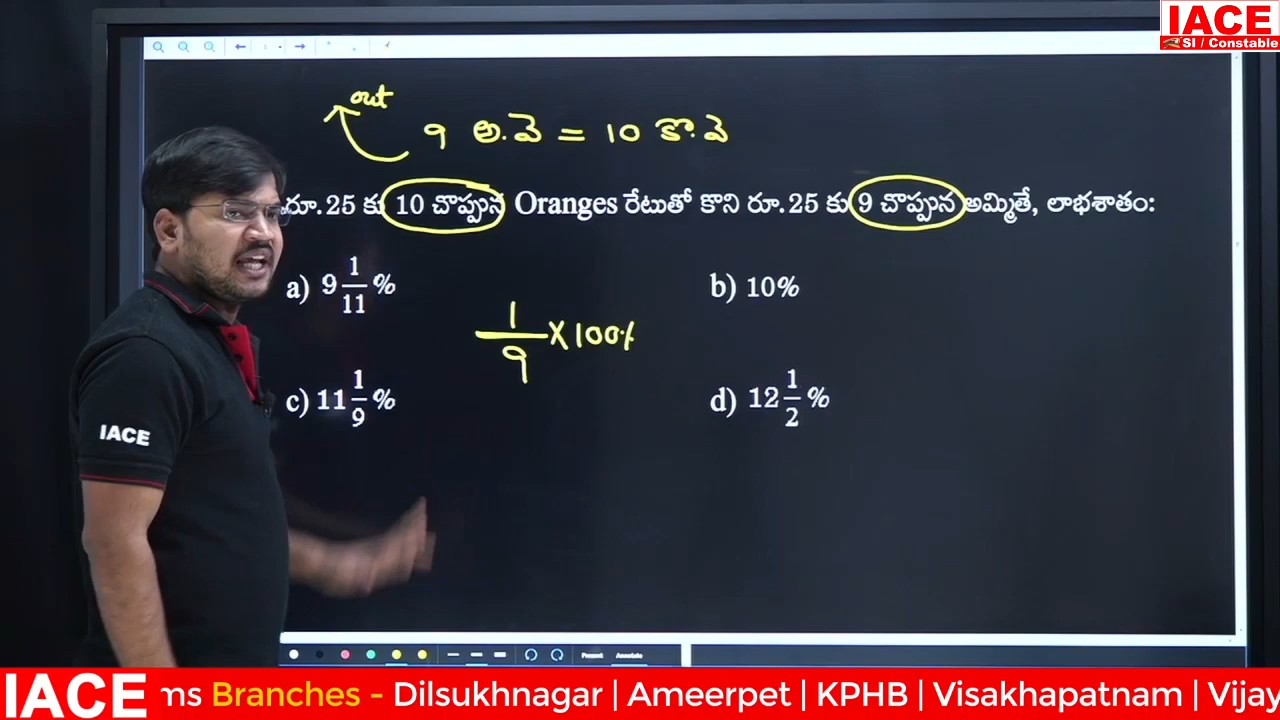 IACE
SI / Constable
out
9 అ.వె = 10 కొ.వె
రూ.25 కు 10 చొప్పున Oranges రేటుతో కొని రూ.25 కు 9 చొప్పున అమ్మితే, లాభశాతం:
a) 9 1/11 % b) 10%
1/9 X 100%
c) 11 1/9 % d) 12 1/2 %
IACE
Present Annotate
IACE ms Branches - Dilsukhnagar | Ameerpet | KPHB | Visakhapatnam | Vijay